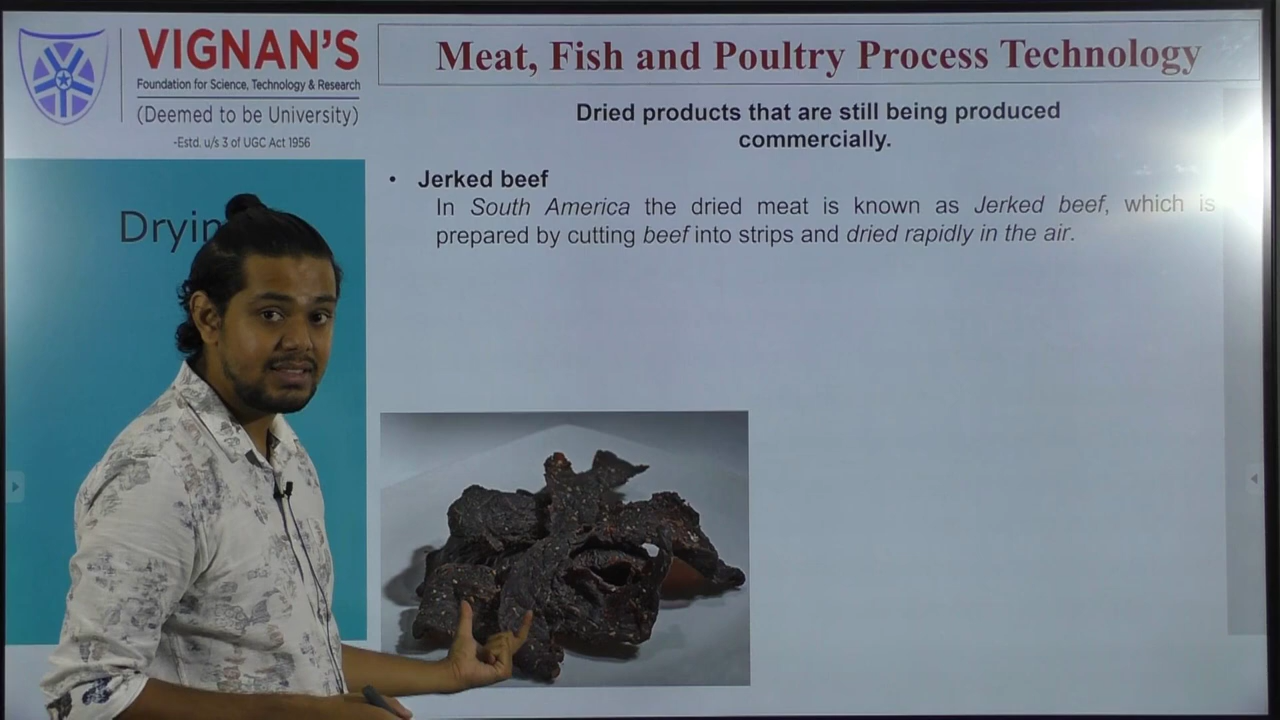 VIGNAN'S
Foundation for Science, Technology & Research
(Deemed to be University)
-Estd. u/s 3 of UGC Act 1956
Meat, Fish and Poultry Process Technology
Dried products that are still being produced
commercially.
Dryin
• Jerked beef
In South America the dried meat is known as Jerked beef, which is
prepared by cutting beef into strips and dried rapidly in the air.